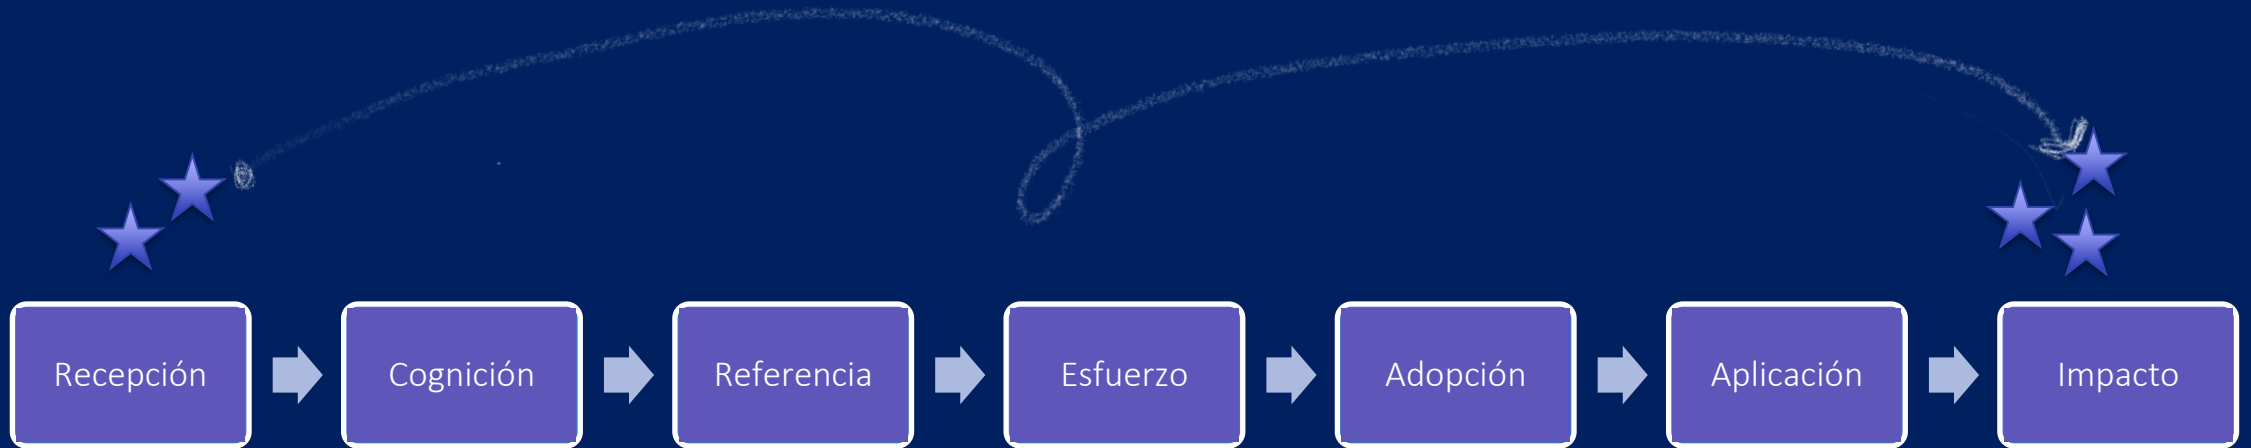 Recepción
Cognición
Referencia
Esfuerzo
Adopción
Aplicación
Impacto